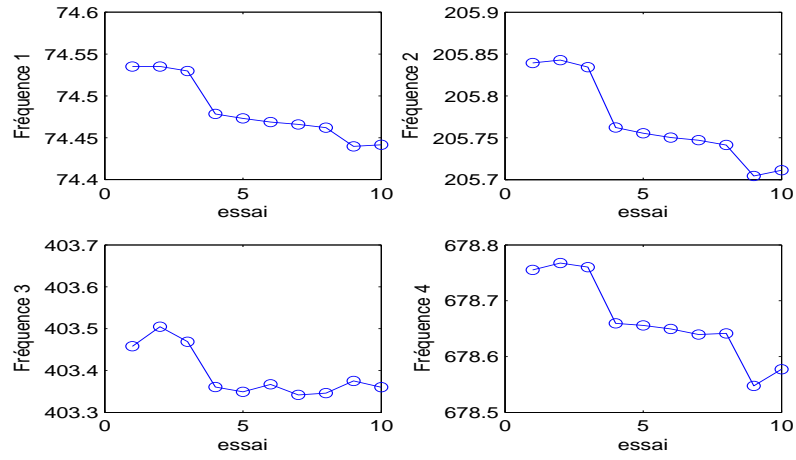 74.6
74.55
74.5
74.45
74.4
0 5 10
essai
Fréquence 1
205.9
205.85
205.8
205.75
205.7
0 5 10
essai
Fréquence 2
403.7
403.6
403.5
403.4
403.3
0 5 10
essai
Fréquence 3
678.8
678.7
678.6
678.5
0 5 10
essai
Fréquence 4